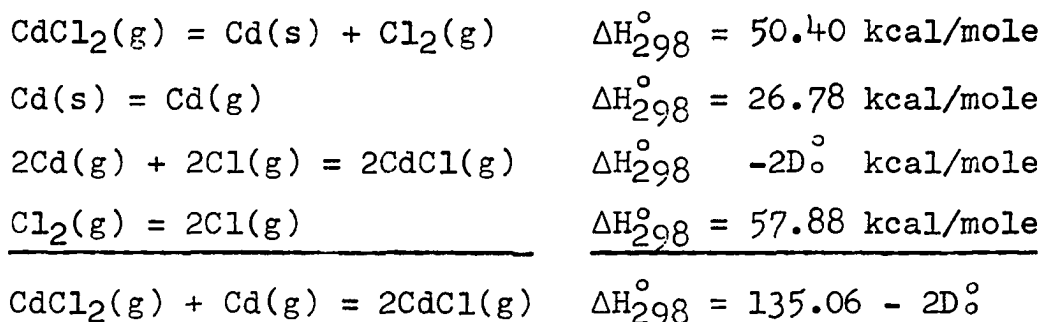 CdCl₂(g) = Cd(s) + Cl₂(g) ΔH°₂₉₈ = 50.40 kcal/mole
Cd(s) = Cd(g) ΔH°₂₉₈ = 26.78 kcal/mole
2Cd(g) + 2Cl(g) = 2CdCl(g) ΔH°₂₉₈ -2D₀° kcal/mole
Cl₂(g) = 2Cl(g) ΔH°₂₉₈ = 57.88 kcal/mole
CdCl₂(g) + Cd(g) = 2CdCl(g) ΔH°₂₉₈ = 135.06 - 2D₀°